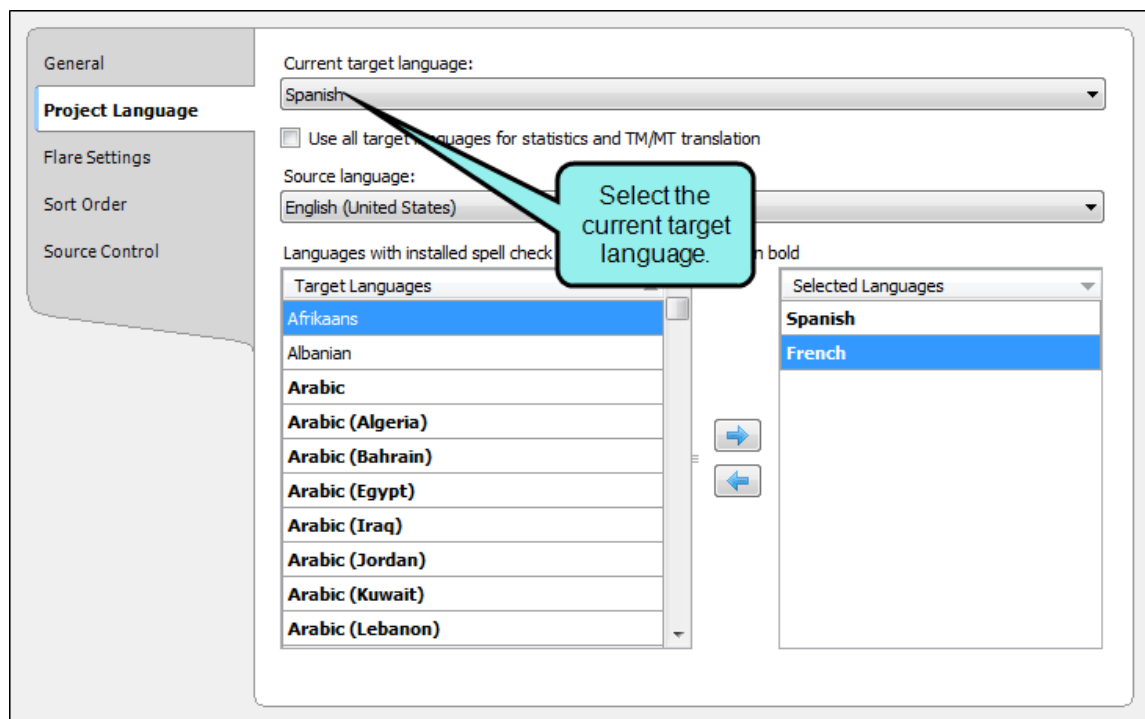 General
Project Language
Flare Settings
Sort Order
Source Control
Current target language:
Spanish
Use all target languages for statistics and TM/MT translation
Source language:
English (United States)
Select the
current target
language.
Languages with installed spell check
n bold
Target Languages
Afrikaans
Albanian
Arabic
Arabic (Algeria)
Arabic (Bahrain)
Arabic (Egypt)
Arabic (Iraq)
Arabic (Jordan)
Arabic (Kuwait)
Arabic (Lebanon)
Selected Languages
Spanish
French